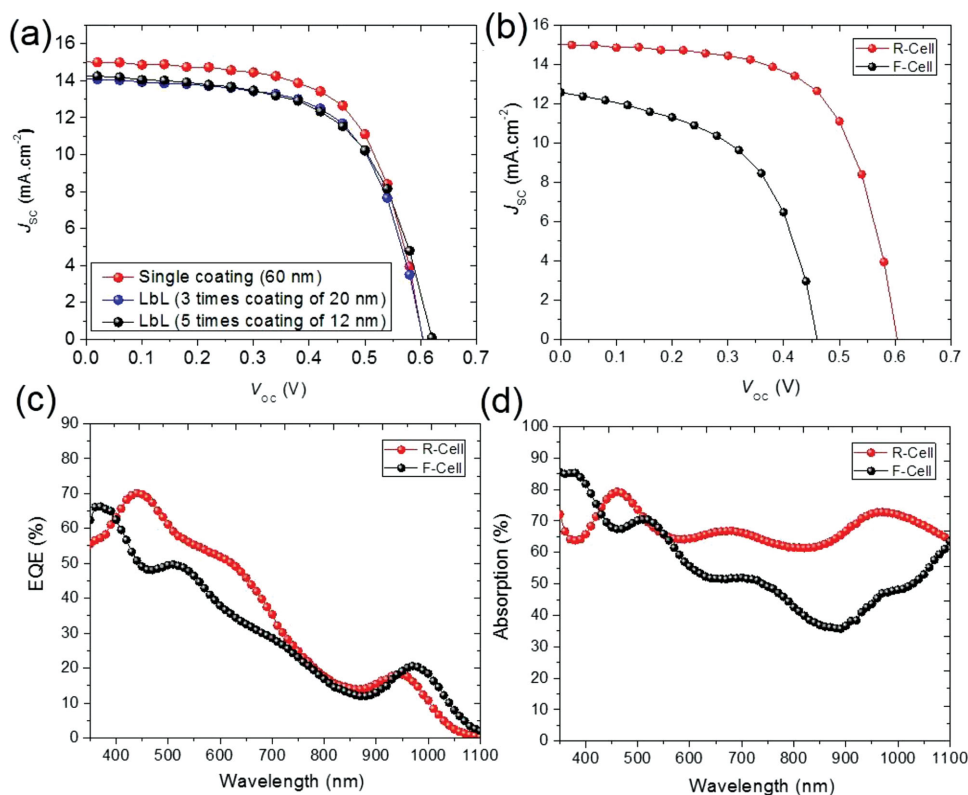 (a)
16
14
12
10
8
6
4
2
0
J_SC (mA.cm⁻²)
Single coating (60 nm)
LbL (3 times coating of 20 nm)
LbL (5 times coating of 12 nm)
0.0 0.1 0.2 0.3 0.4 0.5 0.6 0.7
V_oc (V)
(b)
16
14
12
10
8
6
4
2
0
J_SC (mA.cm⁻²)
R-Cell
F-Cell
0.0 0.1 0.2 0.3 0.4 0.5 0.6 0.7
V_oc (V)
(c)
90
80
70
60
50
40
30
20
10
0
EQE (%)
R-Cell
F-Cell
400 500 600 700 800 900 1000 1100
Wavelength (nm)
(d)
100
90
80
70
60
50
40
30
20
10
0
Absorption (%)
R-Cell
F-Cell
400 500 600 700 800 900 1000 1100
Wavelength (nm)